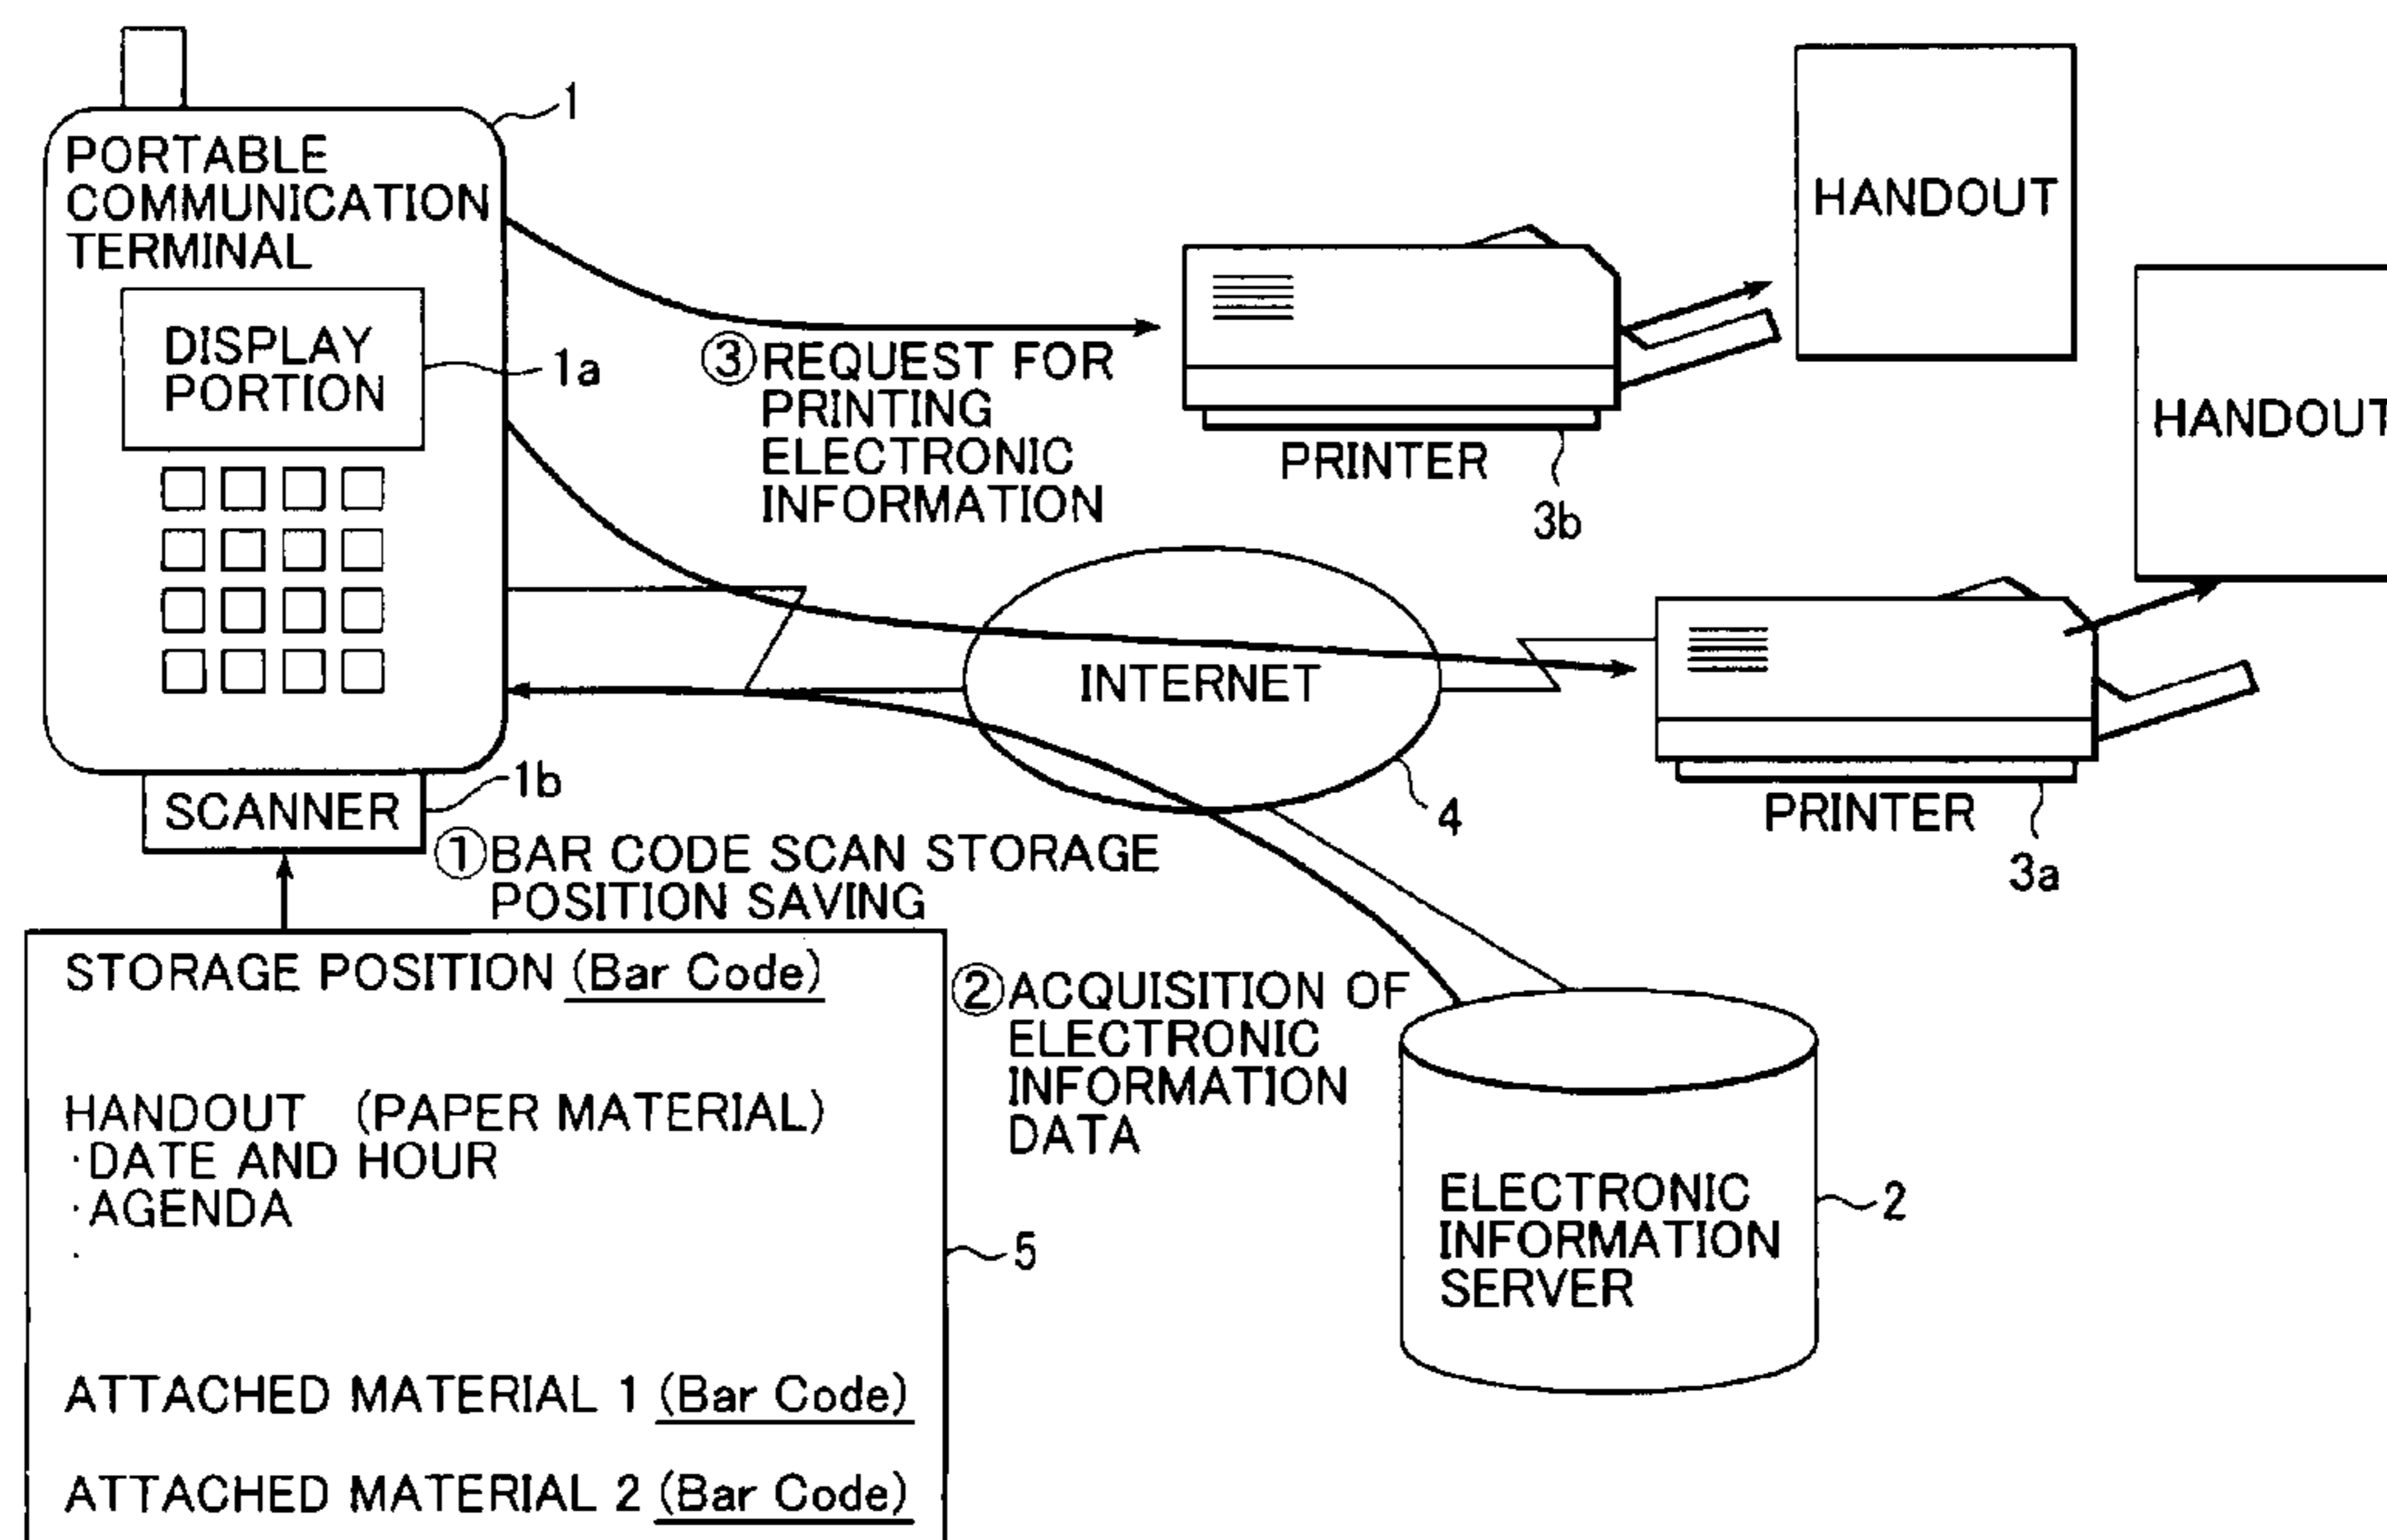 1
PORTABLE
COMMUNICATION
TERMINAL
DISPLAY
PORTION
1a
③REQUEST FOR
PRINTING
ELECTRONIC
INFORMATION
PRINTER
3b
HANDOUT
HANDOUT
INTERNET
4
PRINTER
3a
SCANNER
1b
①BAR CODE SCAN STORAGE
POSITION SAVING
STORAGE POSITION (Bar Code)
HANDOUT (PAPER MATERIAL)
·DATE AND HOUR
·AGENDA
·
ATTACHED MATERIAL 1 (Bar Code)
ATTACHED MATERIAL 2 (Bar Code)
5
②ACQUISITION OF
ELECTRONIC
INFORMATION
DATA
ELECTRONIC
INFORMATION
SERVER
2